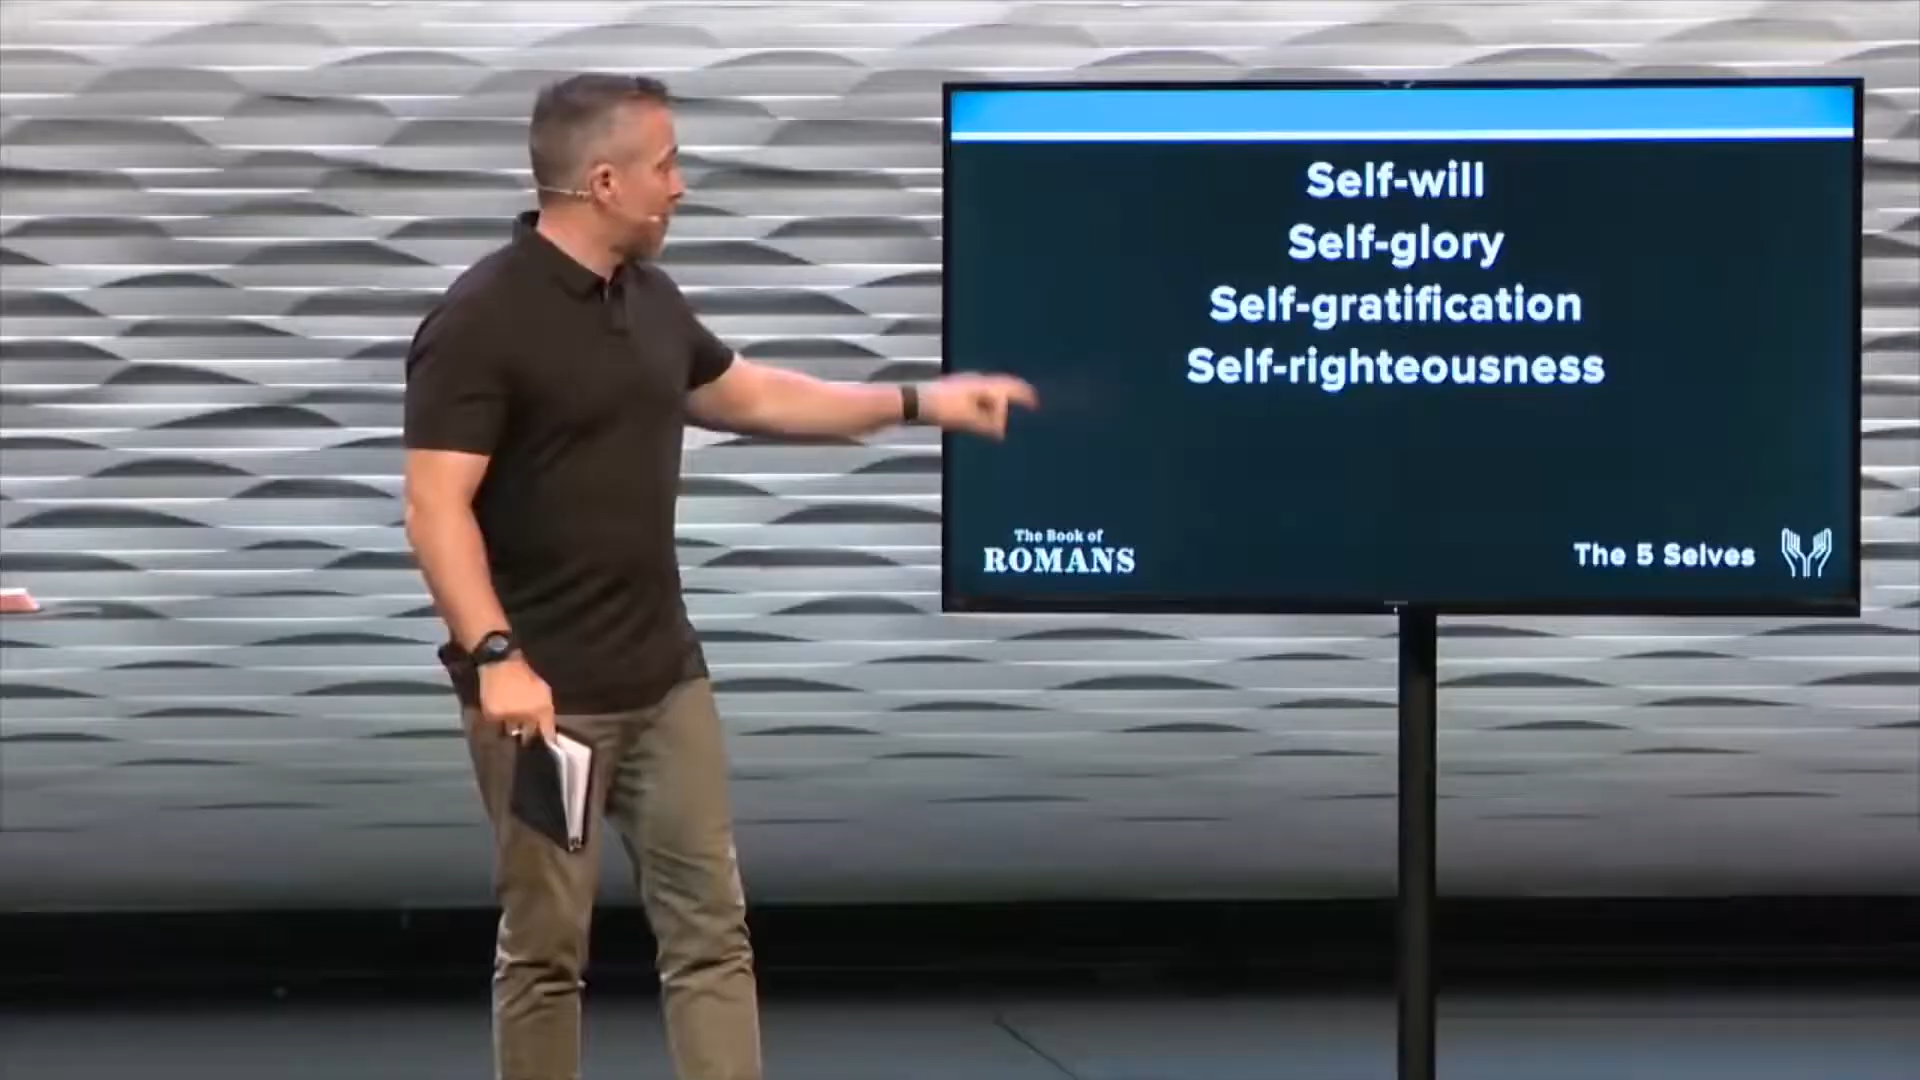 Self-will
Self-glory
Self-gratification
Self-righteousness
The Book of
ROMANS
The 5 Selves